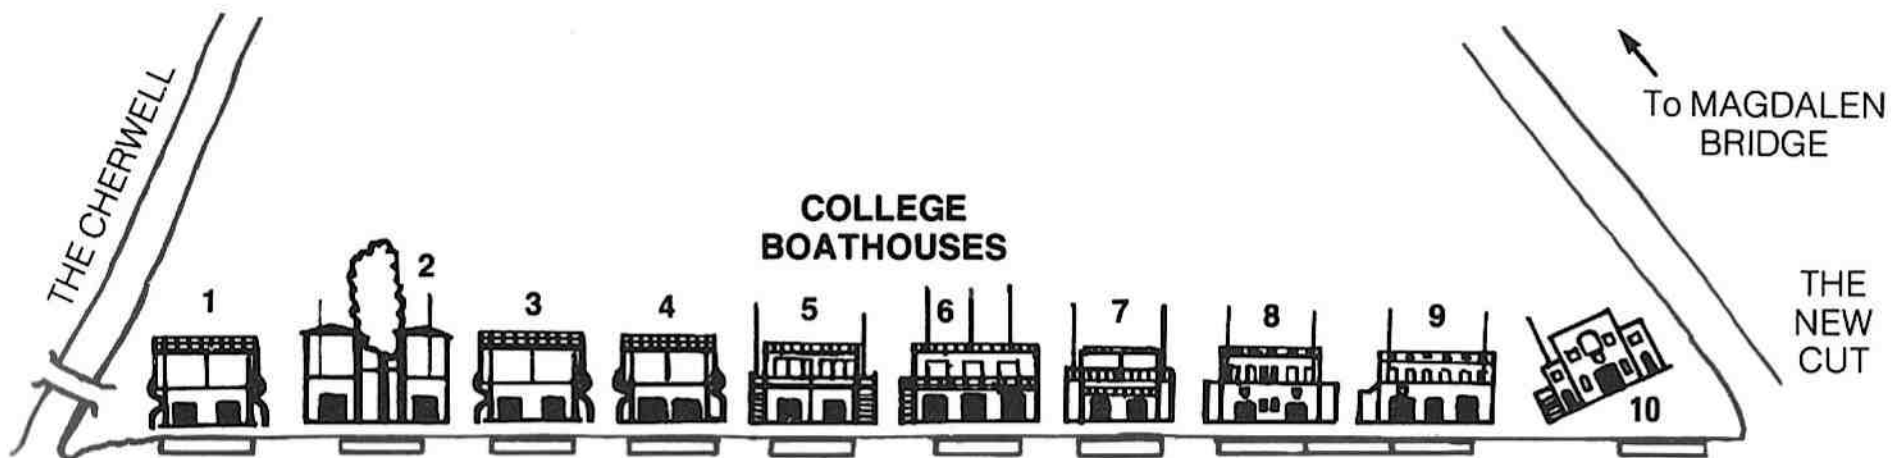 THE CHERWELL
To MAGDALEN
BRIDGE
COLLEGE
BOATHOUSES
THE
NEW
CUT
1
2
3
4
5
6
7
8
9
10